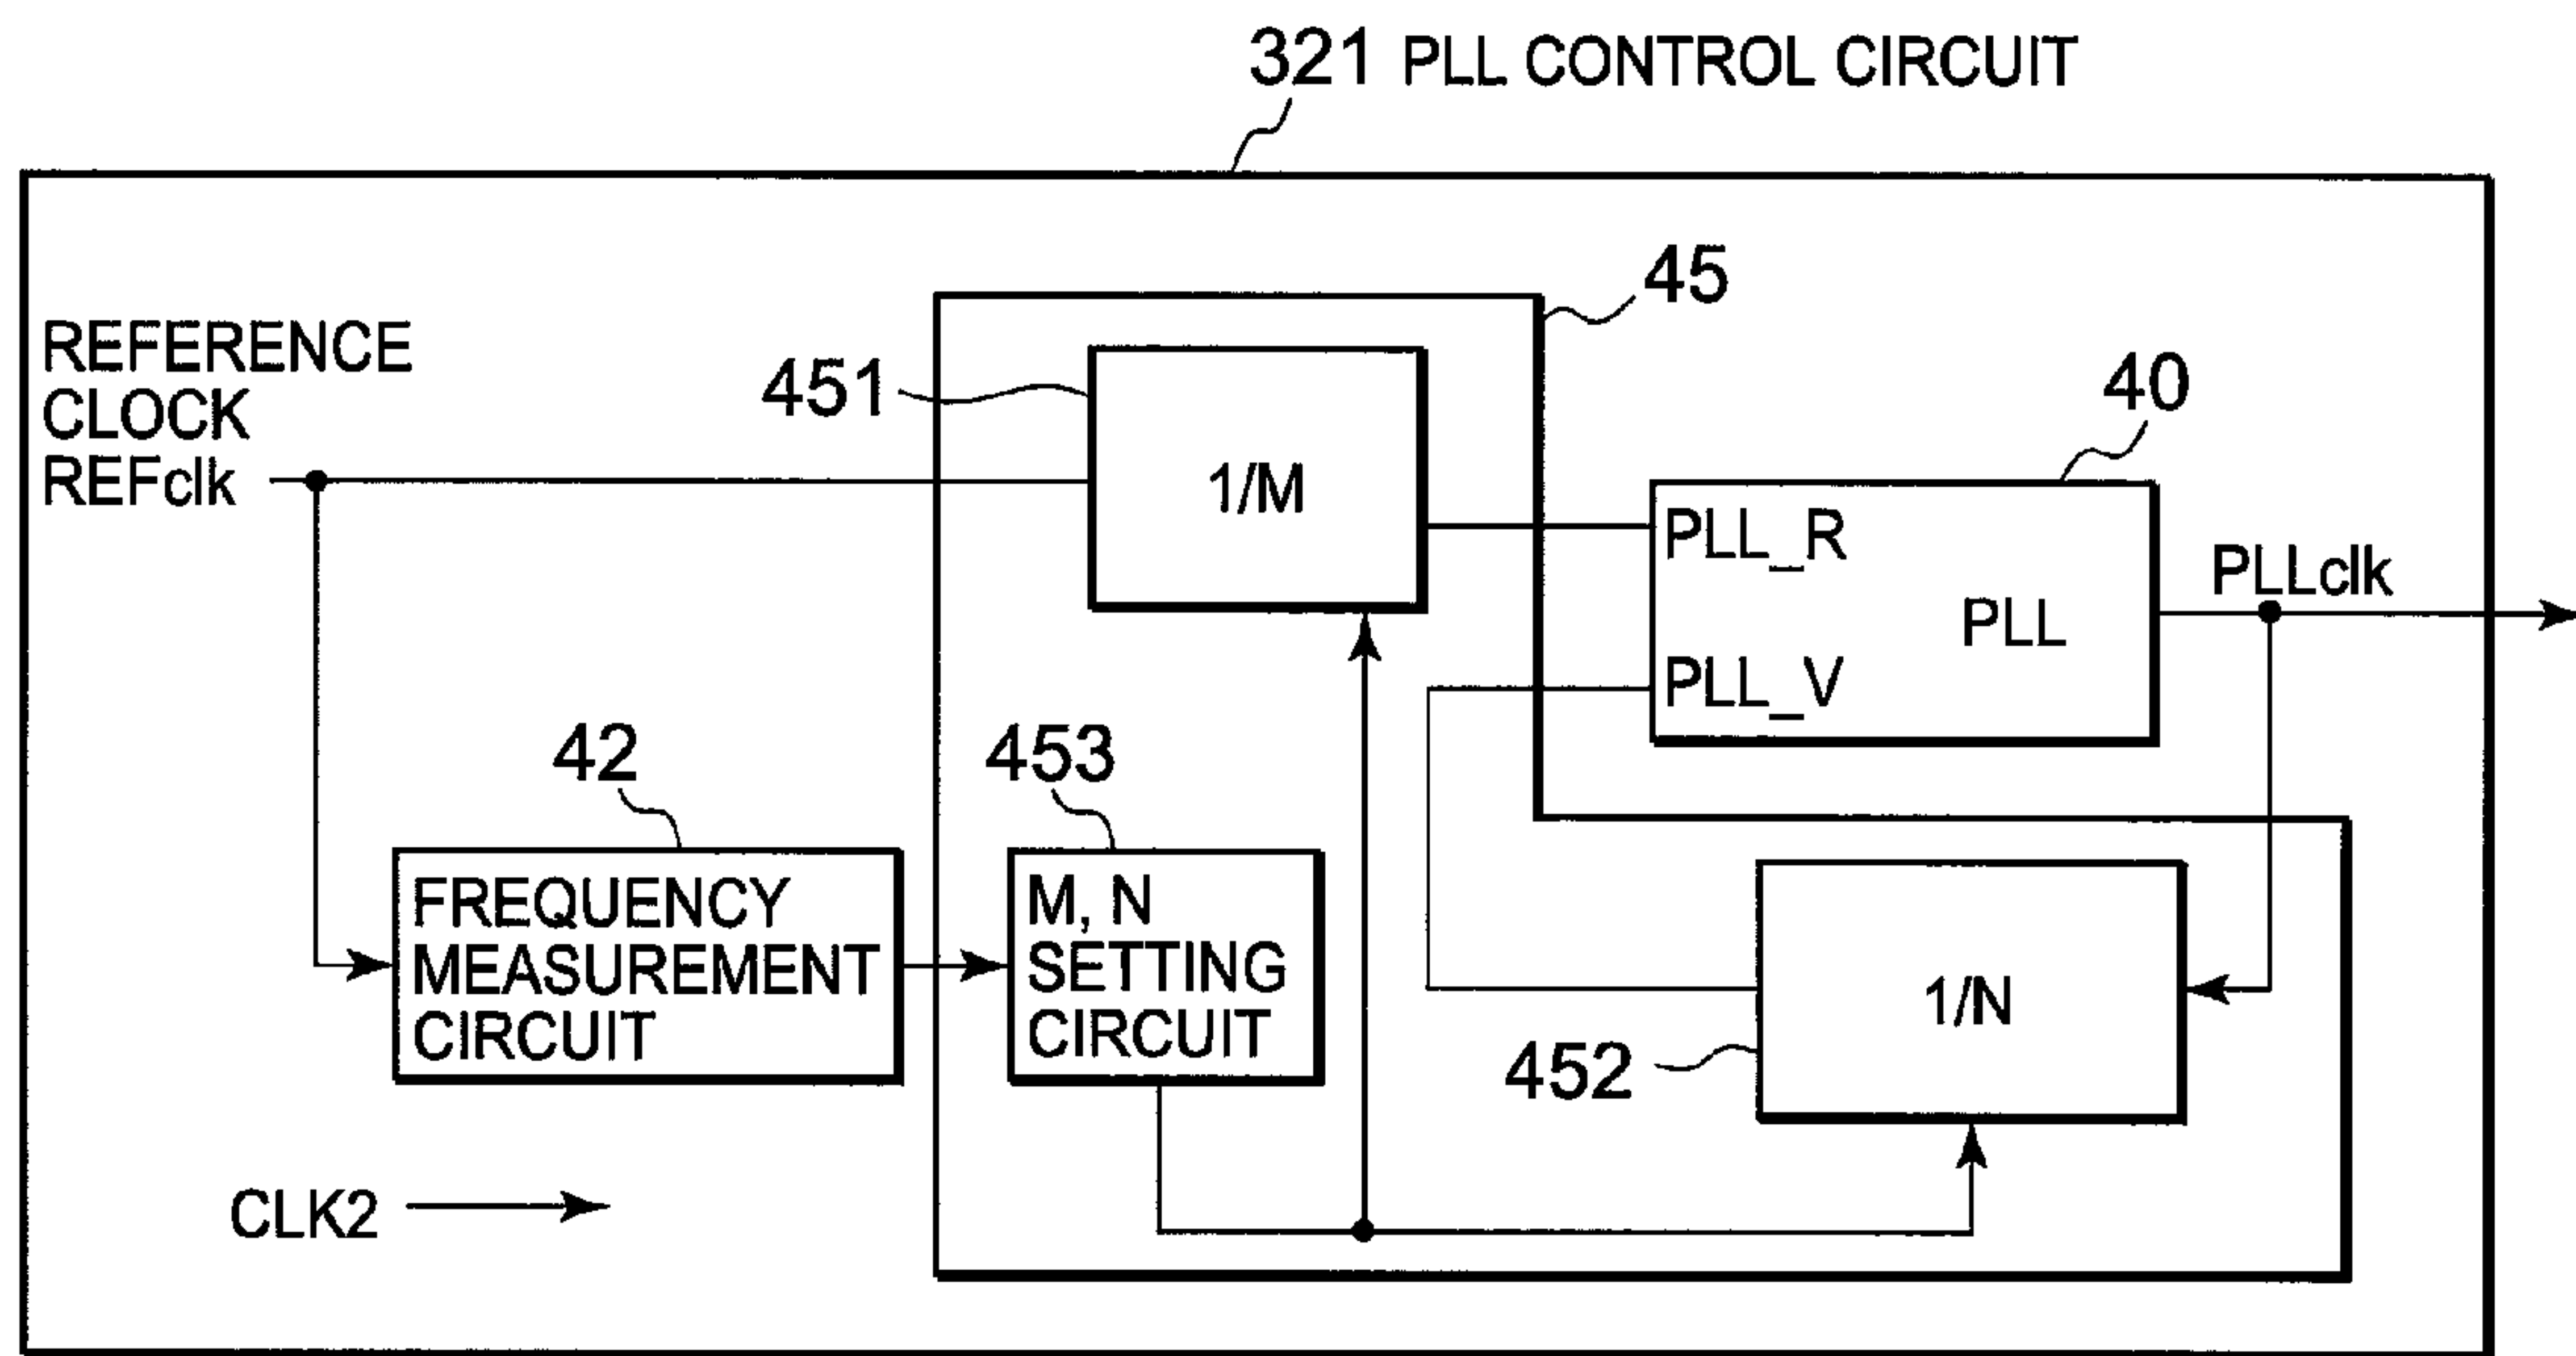 321 PLL CONTROL CIRCUIT
45
REFERENCE
CLOCK
REFclk
451
1/M
40
PLL_R
PLL
PLL_V
PLLclk
42
453
FREQUENCY
MEASUREMENT
CIRCUIT
M, N
SETTING
CIRCUIT
1/N
452
CLK2